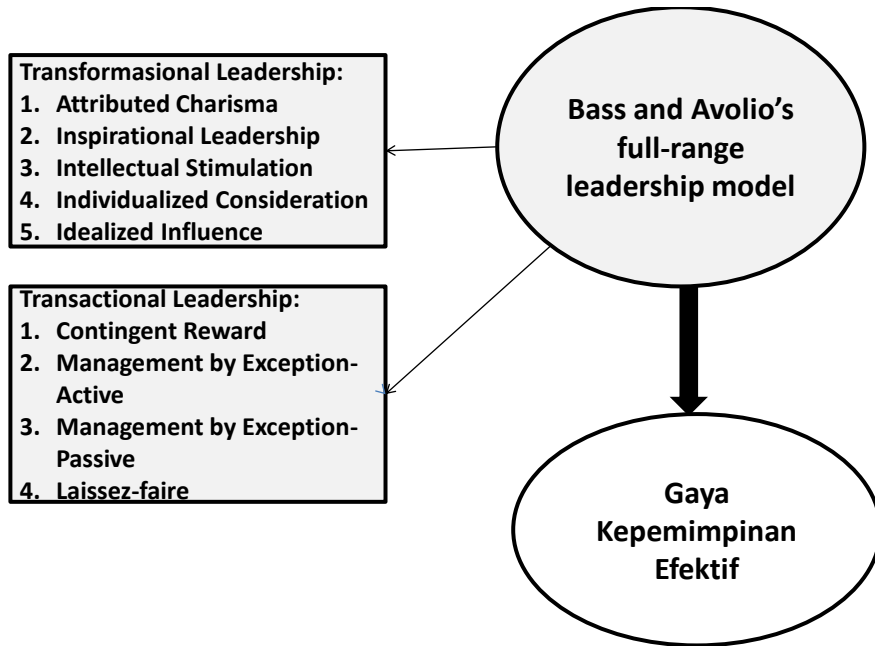 Transformasional Leadership:
1. Attributed Charisma
2. Inspirational Leadership
3. Intellectual Stimulation
4. Individualized Consideration
5. Idealized Influence
Bass and Avolio’s
full-range
leadership model
Transactional Leadership:
1. Contingent Reward
2. Management by Exception-
Active
3. Management by Exception-
Passive
4. Laissez-faire
Gaya
Kepemimpinan
Efektif